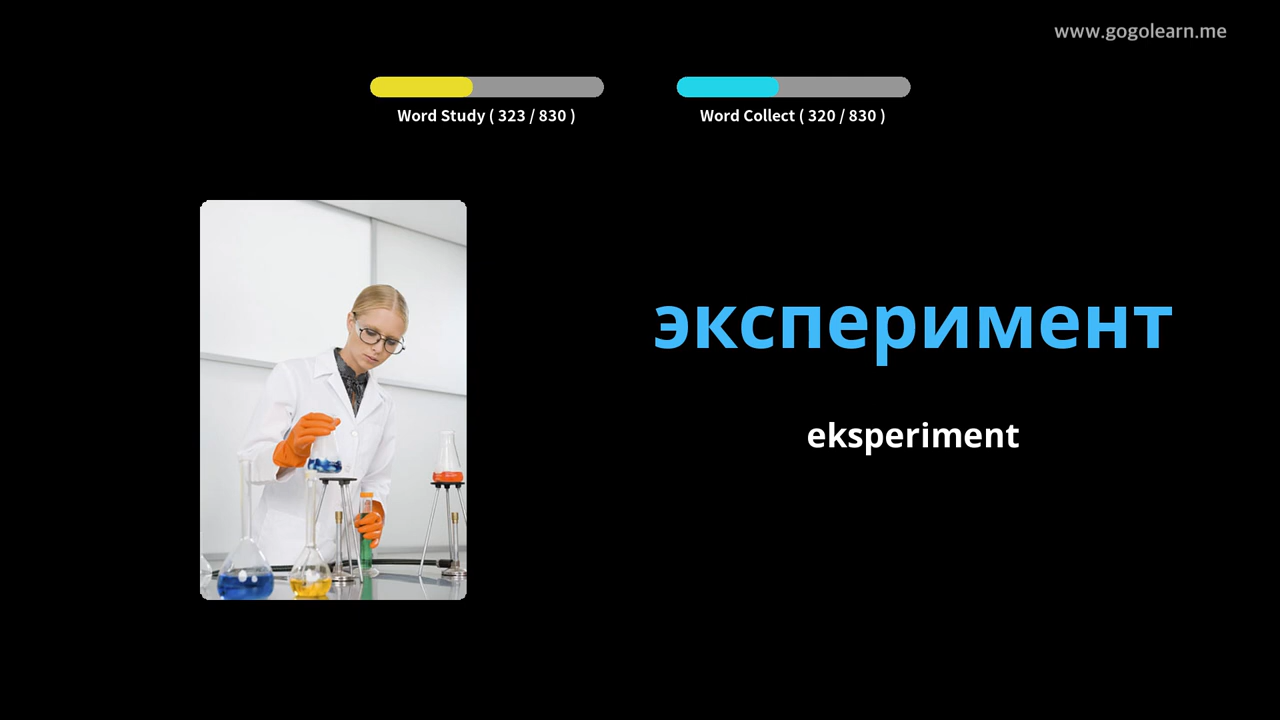 www.gogolearn.me
Word Study ( 323 / 830 )
Word Collect ( 320 / 830 )
эксперимент
eksperiment